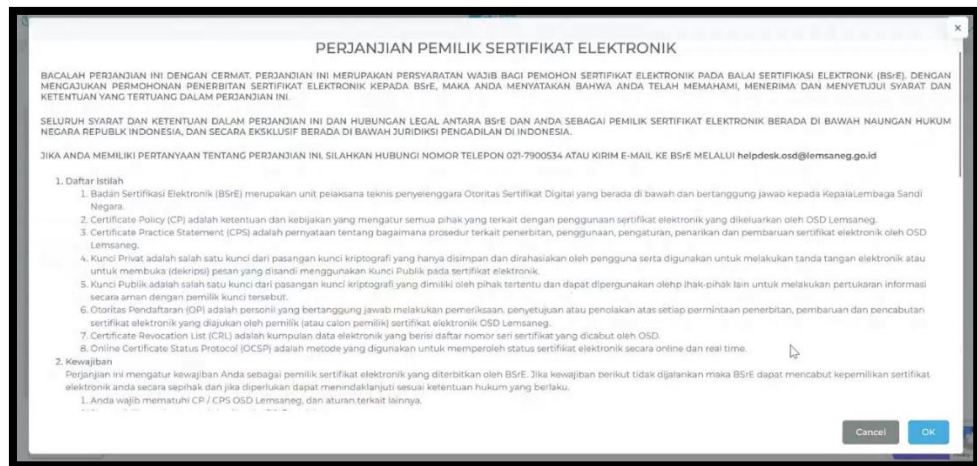 PERJANJIAN PEMILIK SERTIFIKAT ELEKTRONIK
BACALAH PERJANJIAN INI DENGAN CERMAT. PERJANJIAN INI MERUPAKAN PERSYARATAN WAJIB BAGI PEMOHON SERTIFIKAT ELEKTRONIK PADA BALAI SERTIFIKASI ELEKTRONK (BSrE). DENGAN
MENGAJUKAN PERMOHONAN PENERBITAN SERTIFIKAT ELEKTRONIK KEPADA BSrE, MAKA ANDA MENYATAKAN BAHWA ANDA TELAH MEMAHAMI, MENERIMA DAN MENYETUJUI SYARAT DAN
KETENTUAN YANG TERTUANG DALAM PERJANJIAN INI.
SELURUH SYARAT DAN KETENTUAN DALAM PERJANJIAN INI DAN HUBUNGAN LEGAL ANTARA BSrE DAN ANDA SEBAGAI PEMILIK SERTIFIKAT ELEKTRONIK BERADA DI BAWAH NAUNGAN HUKUM
NEGARA REPUBLK INDONESIA, DAN SECARA EKSKLUSIF BERADA DI BAWAH JURIDIKSI PENGADILAN DI INDONESIA.
JIKA ANDA MEMILIKI PERTANYAAN TENTANG PERJANJIAN INI, SILAHKAN HUBUNGI NOMOR TELEPON 021-7900534 ATAU KIRIM E-MAIL KE BSrE MELALUI helpdesk.osd@lemsaneg.go.id
1. Daftar Istilah
1. Badan Sertifikasi Elektronik (BSrE) merupakan unit pelaksana teknis penyelenggara Otoritas Sertifikat Digital yang berada di bawah dan bertanggung jawab kepada KepalaLembaga Sandi
Negara.
2. Certificate Policy (CP) adalah ketentuan dan kebijakan yang mengatur semua pihak yang terkait dengan penggunaan sertifikat elektronik yang dikeluarkan oleh OSD Lemsaneg.
3. Certificate Practice Statement (CPS) adalah pernyataan tentang bagaimana prosedur terkait penerbitan, penggunaan, pengaturan, penarikan dan pembaruan sertifikat elektronik oleh OSD
Lemsaneg.
4. Kunci Privat adalah salah satu kunci dari pasangan kunci kriptografi yang hanya disimpan dan dirahasiakan oleh pengguna serta digunakan untuk melakukan tanda tangan elektronik atau
untuk membuka (dekripsi) pesan yang disandi menggunakan Kunci Publik pada sertifikat elektronik.
5. Kunci Publik adalah salah satu kunci dari pasangan kunci kriptografi yang dimiliki oleh pihak tertentu dan dapat dipergunakan olehp ihak-pihak lain untuk melakukan pertukaran informasi
secara aman dengan pemilik kunci tersebut.
6. Otoritas Pendaftaran (OP) adalah personil yang bertanggung jawab melakukan pemeriksaan, penyetujuan atau penolakan atas setiap permintaan penerbitan, pembaruan dan pencabutan
sertifikat elektronik yang diajukan oleh pemilik (atau calon pemilik) sertifikat elektronik OSD Lemsaneg.
7. Certificate Revocation List (CRL) adalah kumpulan data elektronik yang berisi daftar nomor seri sertifikat yang dicabut oleh OSD.
8. Online Certificate Status Protocol (OCSP) adalah metode yang digunakan untuk memperoleh status sertifikat elektronik secara online dan real time.
2. Kewajiban
Perjanjian ini mengatur kewajiban Anda sebagai pemilik sertifikat elektronik yang diterbitkan oleh BSrE. Jika kewajiban berikut tidak dijalankan maka BSrE dapat mencabut kepemilikan sertifikat
elektronik anda secara sepihak dan jika diperlukan dapat menindaklanjuti sesuai ketentuan hukum yang berlaku.
1. Anda wajib mematuhi CP / CPS OSD Lemsaneg, dan aturan terkait lainnya.
Cancel
OK